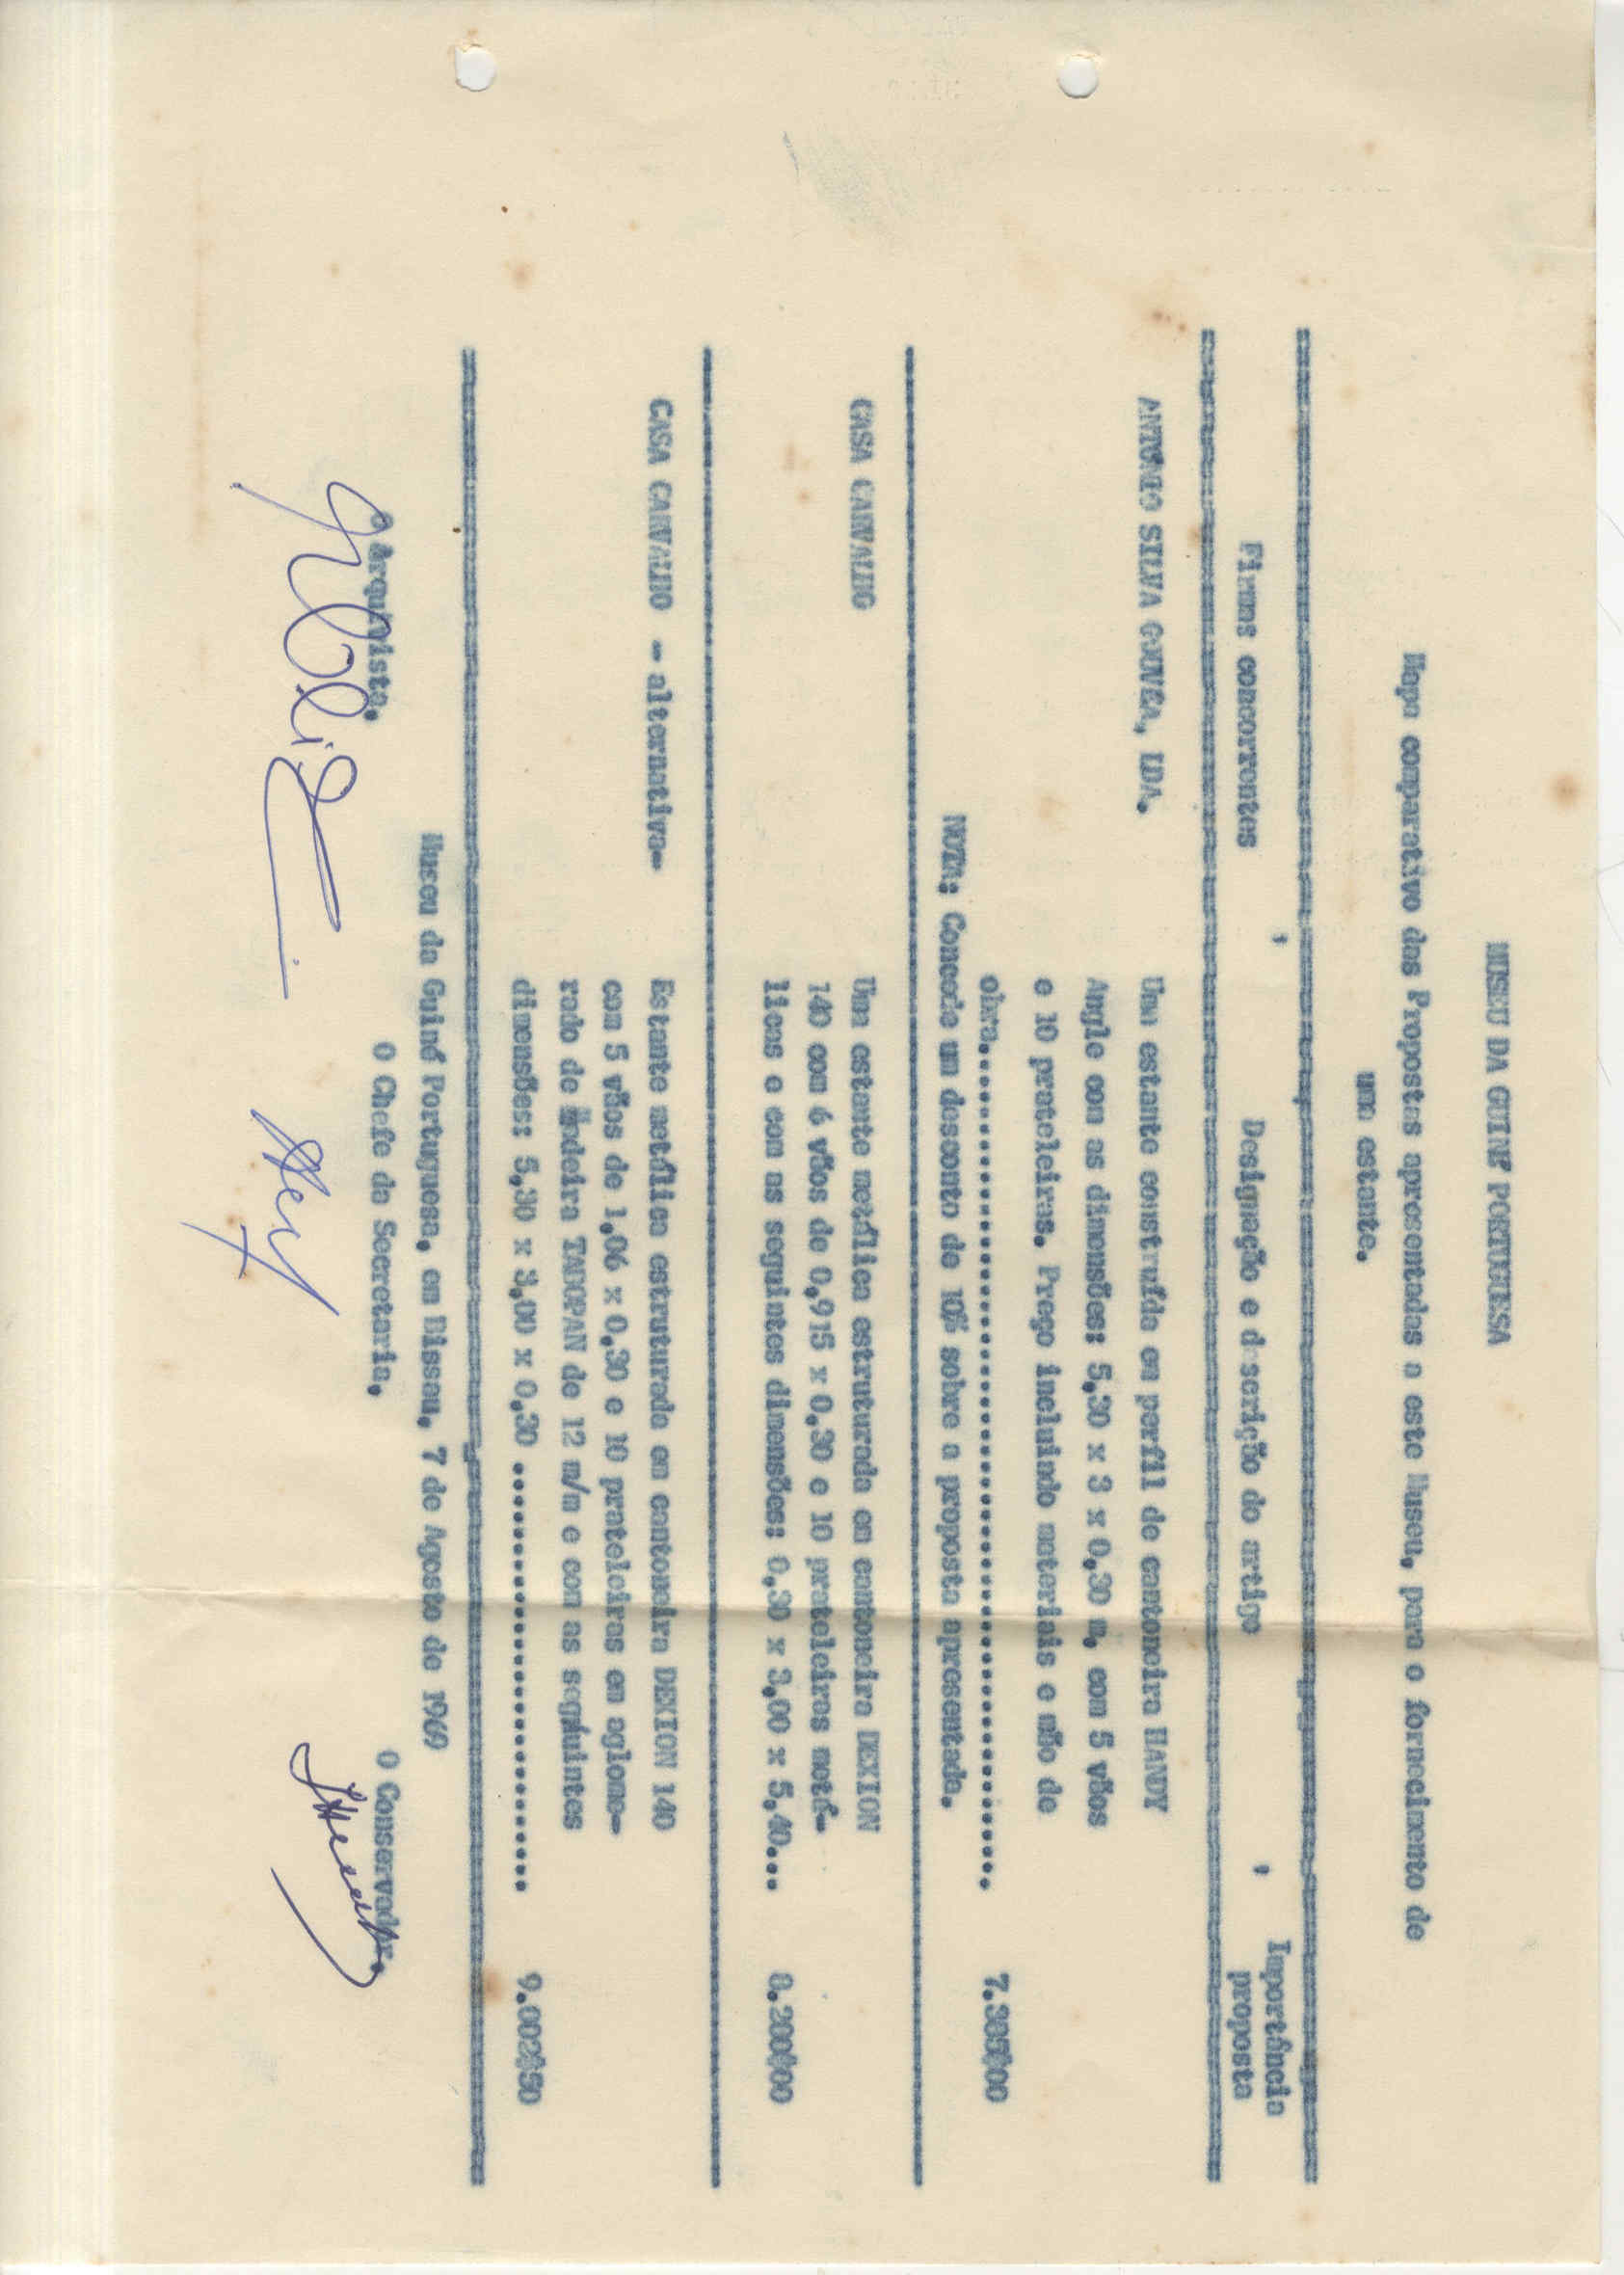 MUSEU DA GUINÉ PORTUGUESA
Mapa comparativo das Propostas apresentadas a este Museu, para o fornecimento de
uma estante.
Firmas concorrentes ' Designação e descrição do artigo ' Importância proposta
ANTÓNIO SILVA GOUVÊA, LDA.
Uma estante construída em perfil de cantoneira HANDY
Angle com as dimensões: 5,30 x 3 x 0,30 m, com 5 vãos
e 10 prateleiras. Preço incluindo materiais e mão de
obra............................................... 7.385$00
NOTA: Concede um desconto de 10% sobre a proposta apresentada.
CASA CARVALHO
Uma estante metálica estruturada em cantoneira DEXION
140 com 6 vãos de 0,915 x 0,30 e 10 prateleiras metá-
licas e com as seguintes dimensões: 0,30 x 3,00 x 5,40... 8.200$00
CASA CARVALHO - alternativa-
Estante metálica estruturada em cantoneira DEXION 140
com 5 vãos de 1,06 x 0,30 e 10 prateleiras em aglome-
rado de madeira TABOPAN de 12 m/m e com as seguintes
dimensões: 5,30 x 3,00 x 0,30 ............................ 9.002$50
Museu da Guiné Portuguesa, em Bissau, 7 de Agosto de 1969
O Arquivista, O Chefe da Secretaria, O Conservador,